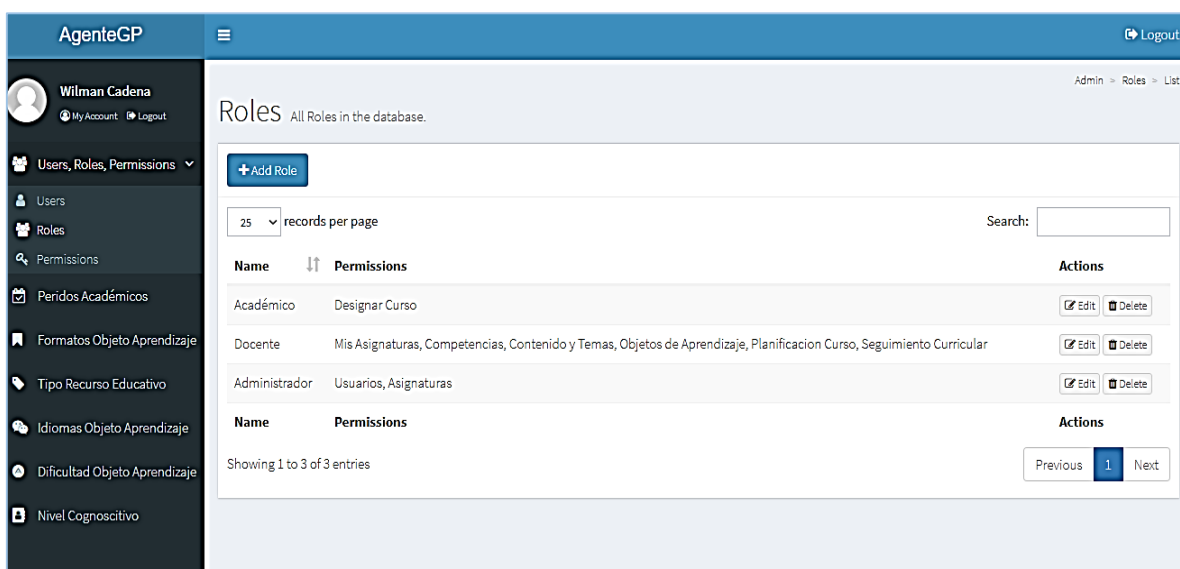 AgenteGP
Logout
Wilman Cadena
My Account Logout
Users, Roles, Permissions
Users
Roles
Permissions
Peridos Académicos
Formatos Objeto Aprendizaje
Tipo Recurso Educativo
Idiomas Objeto Aprendizaje
Dificultad Objeto Aprendizaje
Nivel Cognoscitivo
Admin > Roles > List
Roles All Roles in the database.
+ Add Role
25 records per page Search:
Name Permissions Actions
Académico Designar Curso Edit Delete
Docente Mis Asignaturas, Competencias, Contenido y Temas, Objetos de Aprendizaje, Planificacion Curso, Seguimiento Curricular Edit Delete
Administrador Usuarios, Asignaturas Edit Delete
Name Permissions Actions
Showing 1 to 3 of 3 entries Previous 1 Next